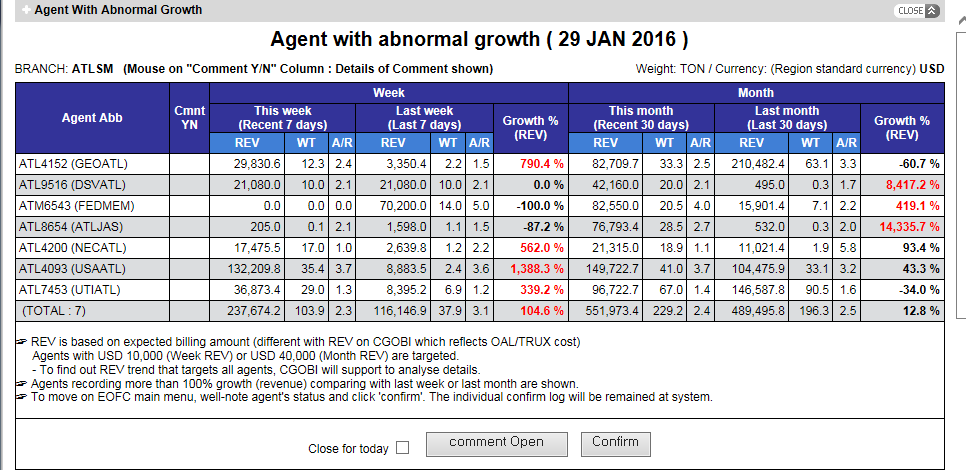 Agent With Abnormal Growth CLOSE
Agent with abnormal growth ( 29 JAN 2016 )
BRANCH: ATLSM (Mouse on "Comment Y/N" Column : Details of Comment shown) Weight: TON / Currency: (Region standard currency) USD
Agent Abb Cmnt YN Week Month
This week (Recent 7 days) Last week (Last 7 days) Growth % (REV) This month (Recent 30 days) Last month (Last 30 days) Growth % (REV)
REV WT A/R REV WT A/R REV WT A/R REV WT A/R
ATL4152 (GEOATL) 29,830.6 12.3 2.4 3,350.4 2.2 1.5 790.4 % 82,709.7 33.3 2.5 210,482.4 63.1 3.3 -60.7 %
ATL9516 (DSVATL) 21,080.0 10.0 2.1 21,080.0 10.0 2.1 0.0 % 42,160.0 20.0 2.1 495.0 0.3 1.7 8,417.2 %
ATM6543 (FEDMEM) 0.0 0.0 0.0 70,200.0 14.0 5.0 -100.0 % 82,550.0 20.5 4.0 15,901.4 7.1 2.2 419.1 %
ATL8654 (ATLJAS) 205.0 0.1 2.1 1,598.0 1.1 1.5 -87.2 % 76,793.4 28.5 2.7 532.0 0.3 2.0 14,335.7 %
ATL4200 (NECATL) 17,475.5 17.0 1.0 2,639.8 1.2 2.2 562.0 % 21,315.0 18.9 1.1 11,021.4 1.9 5.8 93.4 %
ATL4093 (USAATL) 132,209.8 35.4 3.7 8,883.5 2.4 3.6 1,388.3 % 149,722.7 41.0 3.7 104,475.9 33.1 3.2 43.3 %
ATL7453 (UTIATL) 36,873.4 29.0 1.3 8,395.2 6.9 1.2 339.2 % 96,722.7 67.0 1.4 146,587.8 90.5 1.6 -34.0 %
(TOTAL : 7) 237,674.2 103.9 2.3 116,146.9 37.9 3.1 104.6 % 551,973.4 229.2 2.4 489,495.8 196.3 2.5 12.8 %
REV is based on expected billing amount (different with REV on CGOBI which reflects OAL/TRUX cost)
Agents with USD 10,000 (Week REV) or USD 40,000 (Month REV) are targeted.
- To find out REV trend that targets all agents, CGOBI will support to analyse details.
Agents recording more than 100% growth (revenue) comparing with last week or last month are shown.
To move on EOFC main menu, well-note agent's status and click 'confirm'. The individual confirm log will be remained at system.
Close for today comment Open Confirm